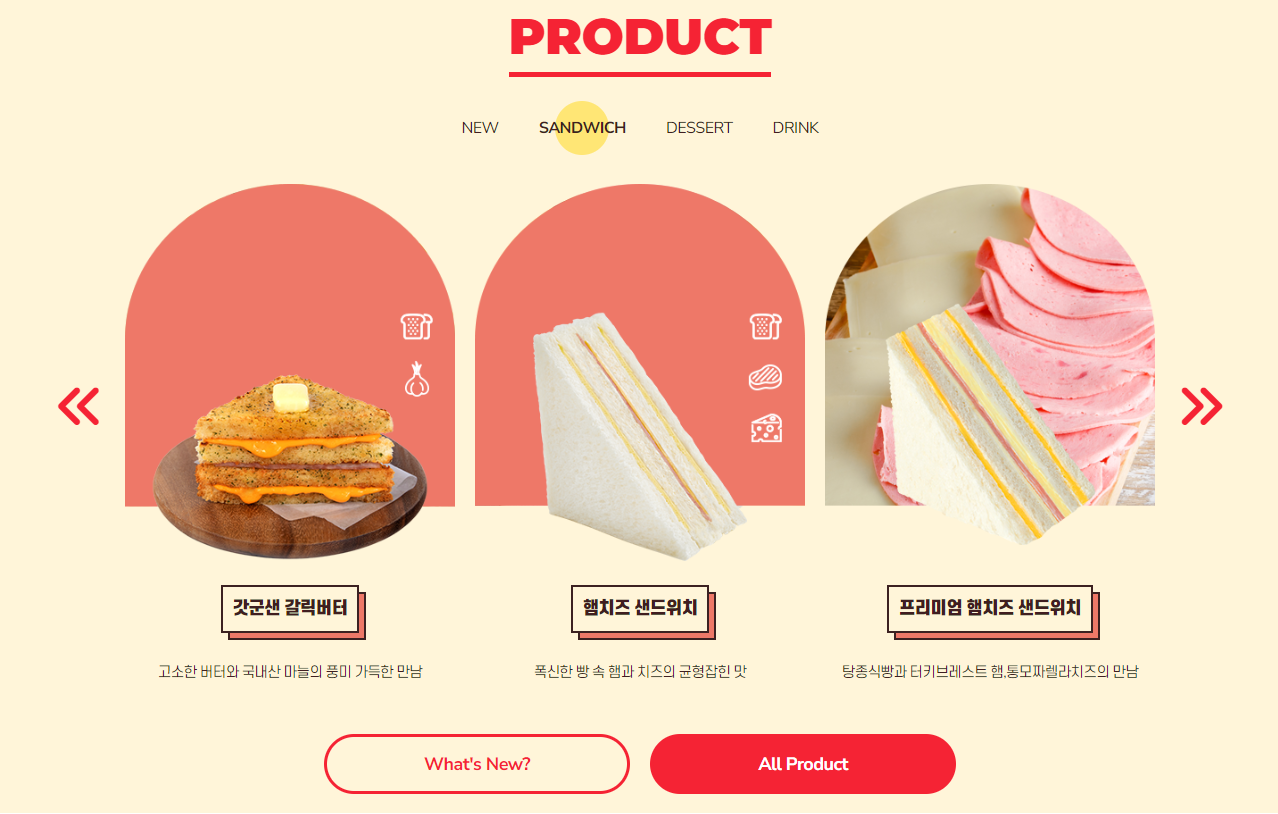 PRODUCT
NEW SANDWICH DESSERT DRINK
갓군샌 갈릭버터
햄치즈 샌드위치
프리미엄 햄치즈 샌드위치
고소한 버터와 국내산 마늘의 풍미 가득한 만남
폭신한 빵 속 햄과 치즈의 균형잡힌 맛
탕종식빵과 터키브레스트 햄,통모짜렐라치즈의 만남
What's New?
All Product